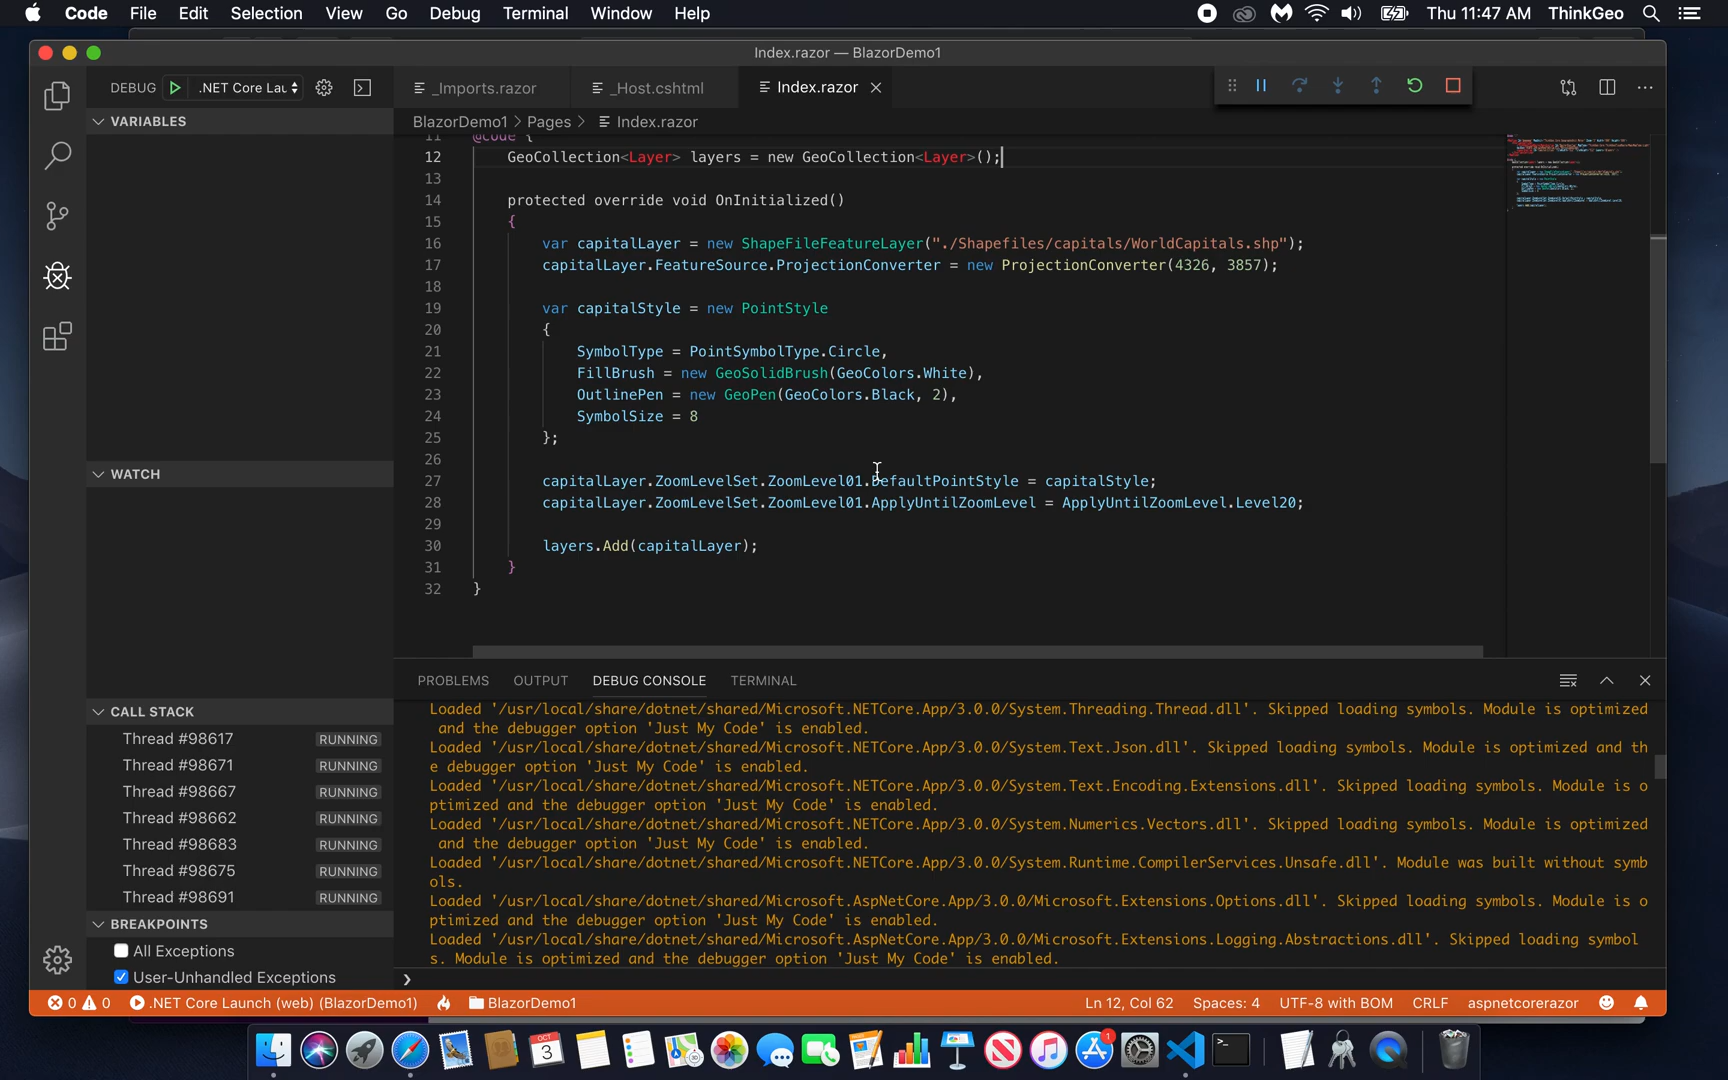 Code File Edit Selection View Go Debug Terminal Window Help Thu 11:47 AM ThinkGeo
Index.razor — BlazorDemo1
DEBUG .NET Core Lau
_Imports.razor _Host.cshtml Index.razor
VARIABLES
BlazorDemo1 > Pages > Index.razor
11 @code {
12 GeoCollection<Layer> layers = new GeoCollection<Layer>();
13
14 protected override void OnInitialized()
15 {
16 var capitalLayer = new ShapeFileFeatureLayer("./Shapefiles/capitals/WorldCapitals.shp");
17 capitalLayer.FeatureSource.ProjectionConverter = new ProjectionConverter(4326, 3857);
18
19 var capitalStyle = new PointStyle
20 {
21 SymbolType = PointSymbolType.Circle,
22 FillBrush = new GeoSolidBrush(GeoColors.White),
23 OutlinePen = new GeoPen(GeoColors.Black, 2),
24 SymbolSize = 8
25 };
26
27 capitalLayer.ZoomLevelSet.ZoomLevel01.DefaultPointStyle = capitalStyle;
28 capitalLayer.ZoomLevelSet.ZoomLevel01.ApplyUntilZoomLevel = ApplyUntilZoomLevel.Level20;
29
30 layers.Add(capitalLayer);
31 }
32 }
WATCH
CALL STACK
Thread #98617 RUNNING
Thread #98671 RUNNING
Thread #98667 RUNNING
Thread #98662 RUNNING
Thread #98683 RUNNING
Thread #98675 RUNNING
Thread #98691 RUNNING
BREAKPOINTS
All Exceptions
User-Unhandled Exceptions
PROBLEMS OUTPUT DEBUG CONSOLE TERMINAL
Loaded '/usr/local/share/dotnet/shared/Microsoft.NETCore.App/3.0.0/System.Threading.Thread.dll'. Skipped loading symbols. Module is optimized
and the debugger option 'Just My Code' is enabled.
Loaded '/usr/local/share/dotnet/shared/Microsoft.NETCore.App/3.0.0/System.Text.Json.dll'. Skipped loading symbols. Module is optimized and th
e debugger option 'Just My Code' is enabled.
Loaded '/usr/local/share/dotnet/shared/Microsoft.NETCore.App/3.0.0/System.Text.Encoding.Extensions.dll'. Skipped loading symbols. Module is o
ptimized and the debugger option 'Just My Code' is enabled.
Loaded '/usr/local/share/dotnet/shared/Microsoft.NETCore.App/3.0.0/System.Numerics.Vectors.dll'. Skipped loading symbols. Module is optimized
and the debugger option 'Just My Code' is enabled.
Loaded '/usr/local/share/dotnet/shared/Microsoft.NETCore.App/3.0.0/System.Runtime.CompilerServices.Unsafe.dll'. Module was built without symb
ols.
Loaded '/usr/local/share/dotnet/shared/Microsoft.AspNetCore.App/3.0.0/Microsoft.Extensions.Options.dll'. Skipped loading symbols. Module is o
ptimized and the debugger option 'Just My Code' is enabled.
Loaded '/usr/local/share/dotnet/shared/Microsoft.AspNetCore.App/3.0.0/Microsoft.Extensions.Logging.Abstractions.dll'. Skipped loading symbol
s. Module is optimized and the debugger option 'Just My Code' is enabled.
0 0 .NET Core Launch (web) (BlazorDemo1) BlazorDemo1 Ln 12, Col 62 Spaces: 4 UTF-8 with BOM CRLF aspnetcorerazor
OCT
3
1